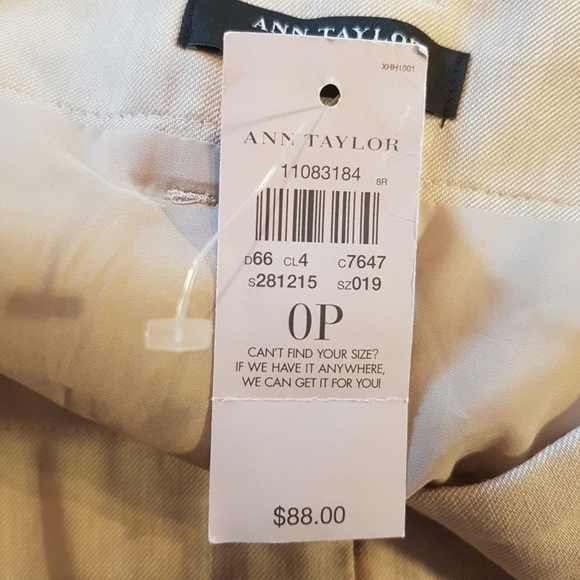 ANN TAYLOR
XHH1001
ANN TAYLOR
11083184
8R
D66 CL4 C7647
S281215 SZ019
0P
CAN'T FIND YOUR SIZE?
IF WE HAVE IT ANYWHERE,
WE CAN GET IT FOR YOU!
$88.00